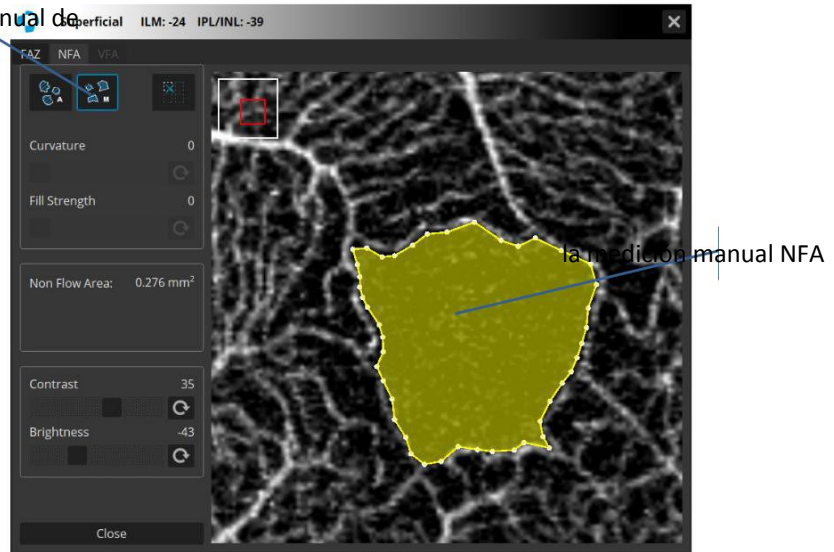 nual de
Superficial ILM: -24 IPL/INL: -39
FAZ NFA VFA
A M
Curvature 0
Fill Strength 0
la medición manual NFA
Non Flow Area: 0.276 mm²
Contrast 35
Brightness -43
Close